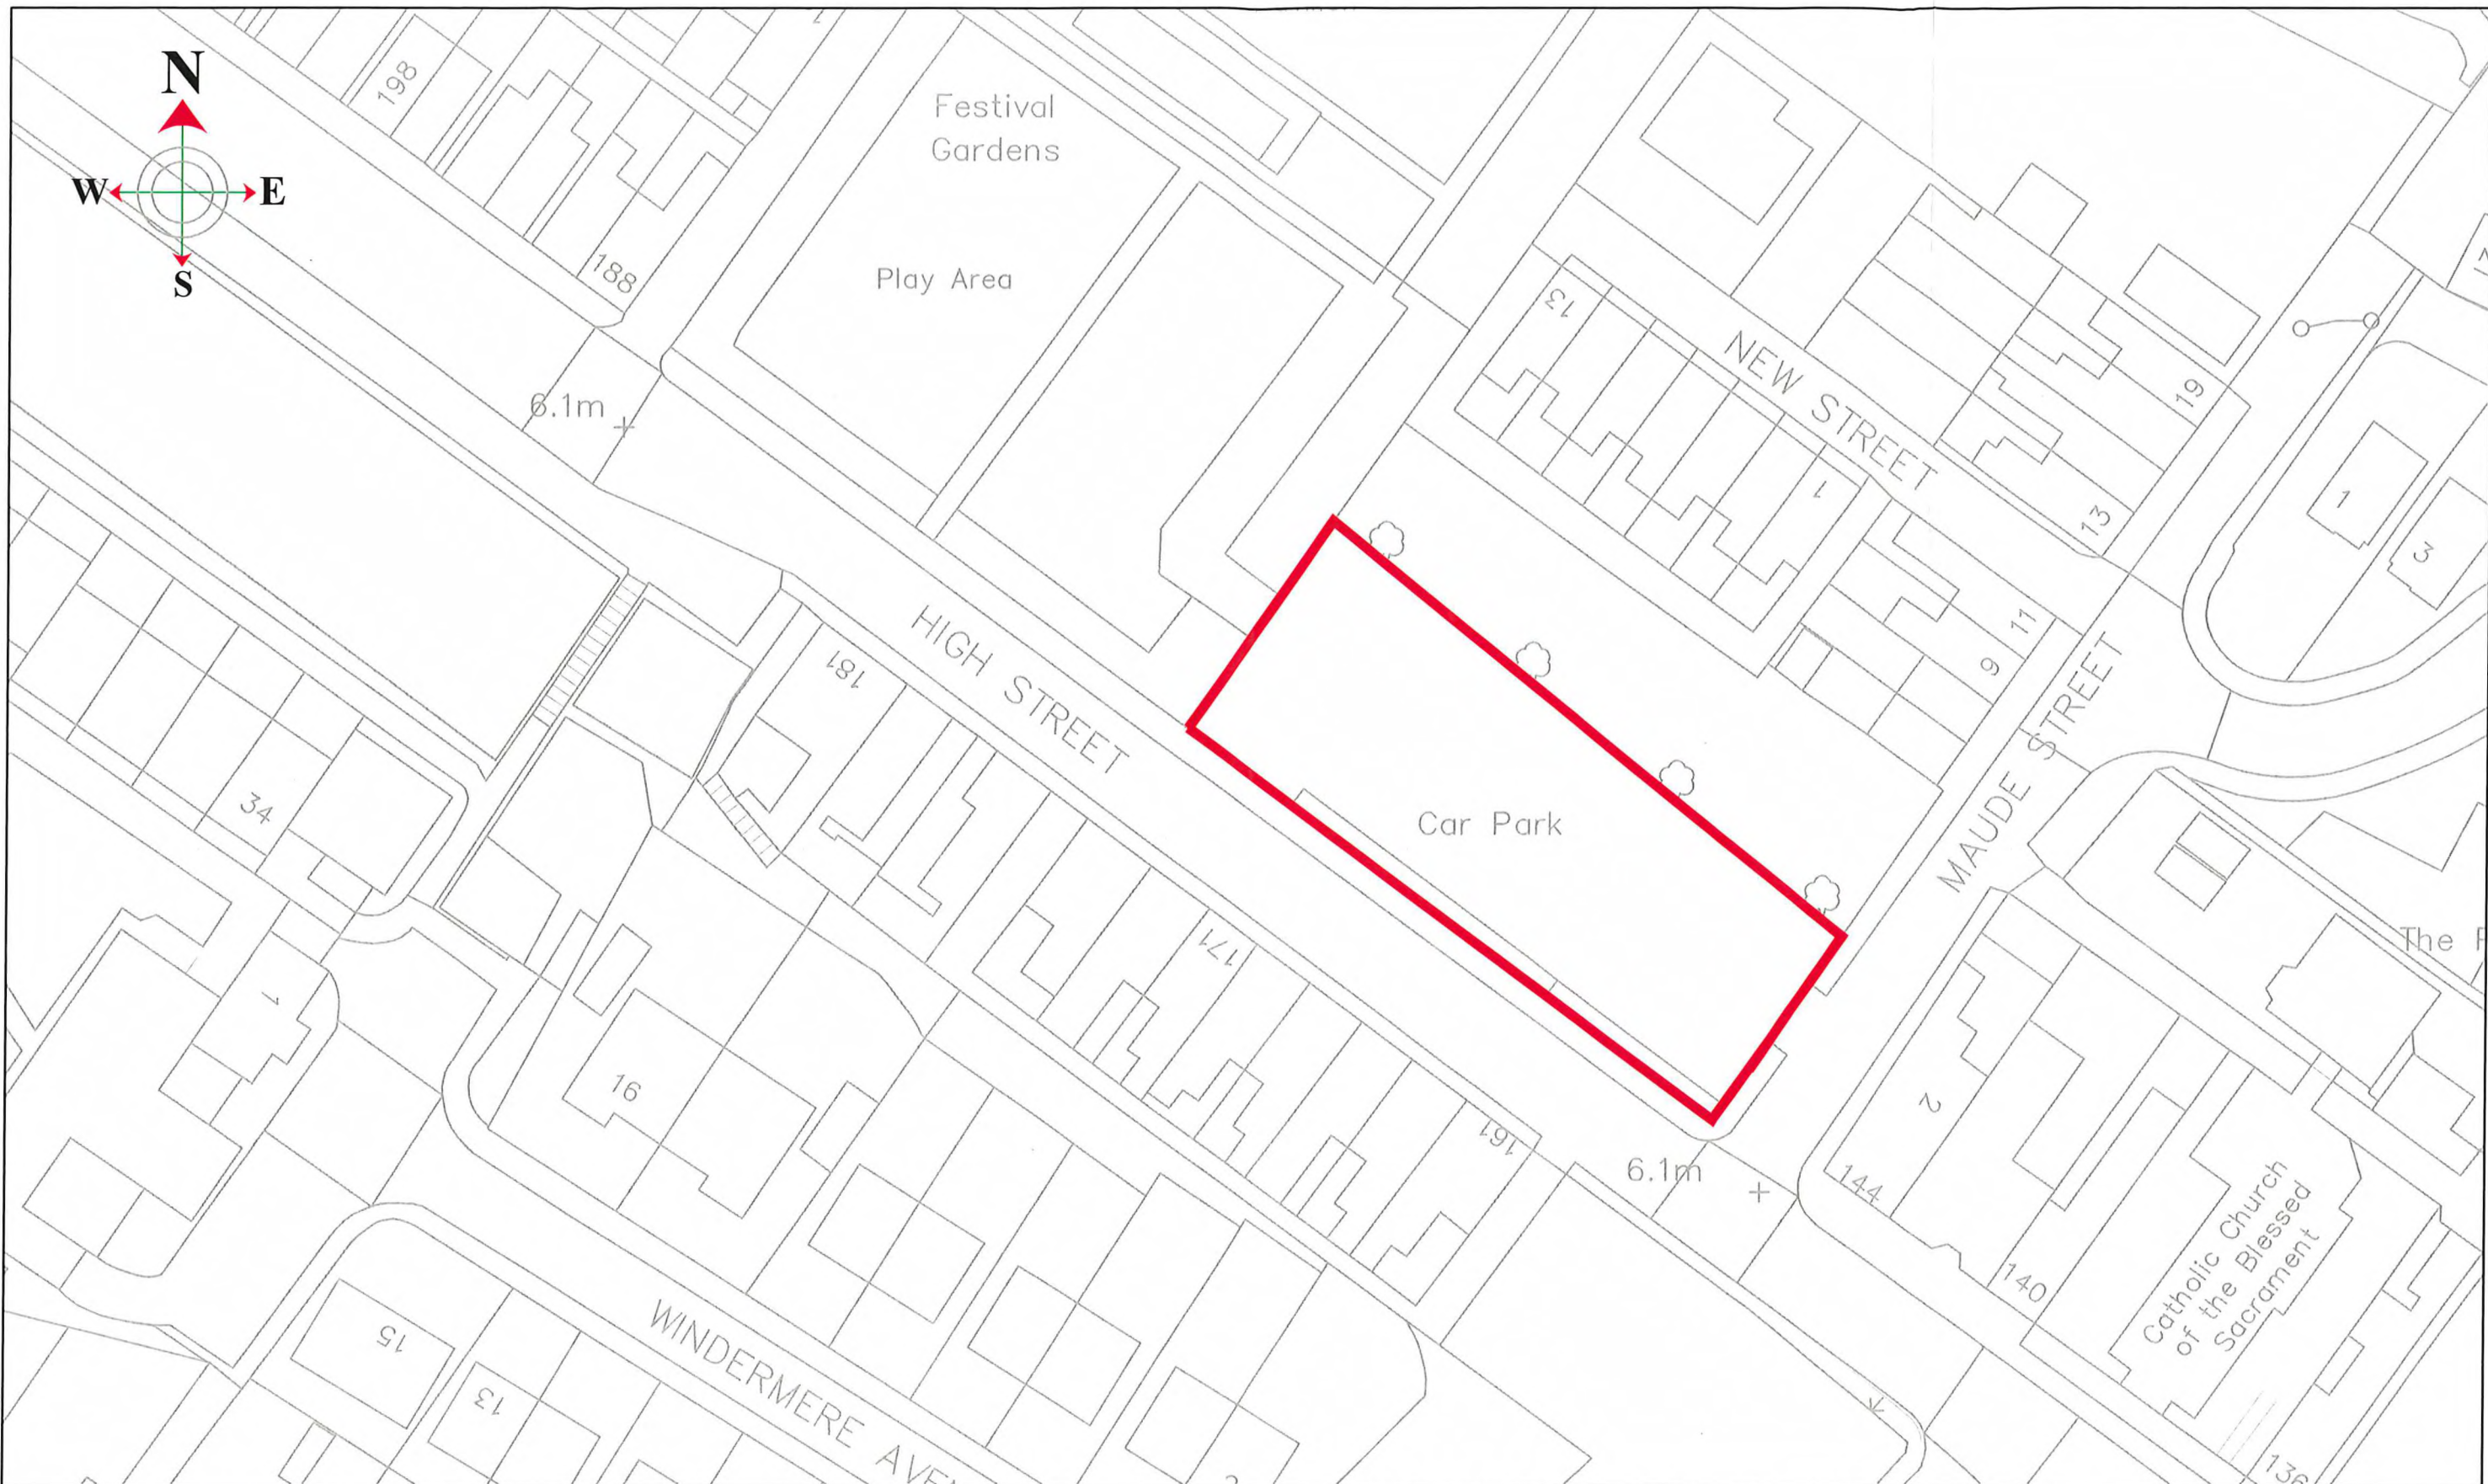 N
W
E
S
198
188
Festival
Gardens
Play Area
6.1m
13
NEW STREET
1
19
13
11
9
1
3
MAUDE STREET
HIGH STREET
181
171
161
Car Park
34
1
16
15
13
WINDERMERE
6.1m
2
144
140
Catholic Church
of the Blessed
Sacrament
The
136